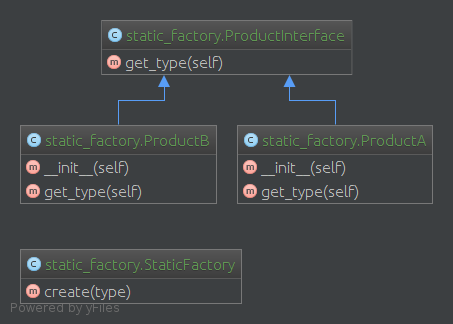 C static_factory.ProductInterface
m get_type(self)
C static_factory.ProductB
m __init__(self)
m get_type(self)
C static_factory.ProductA
m __init__(self)
m get_type(self)
C static_factory.StaticFactory
m create(type)
Powered by yFiles